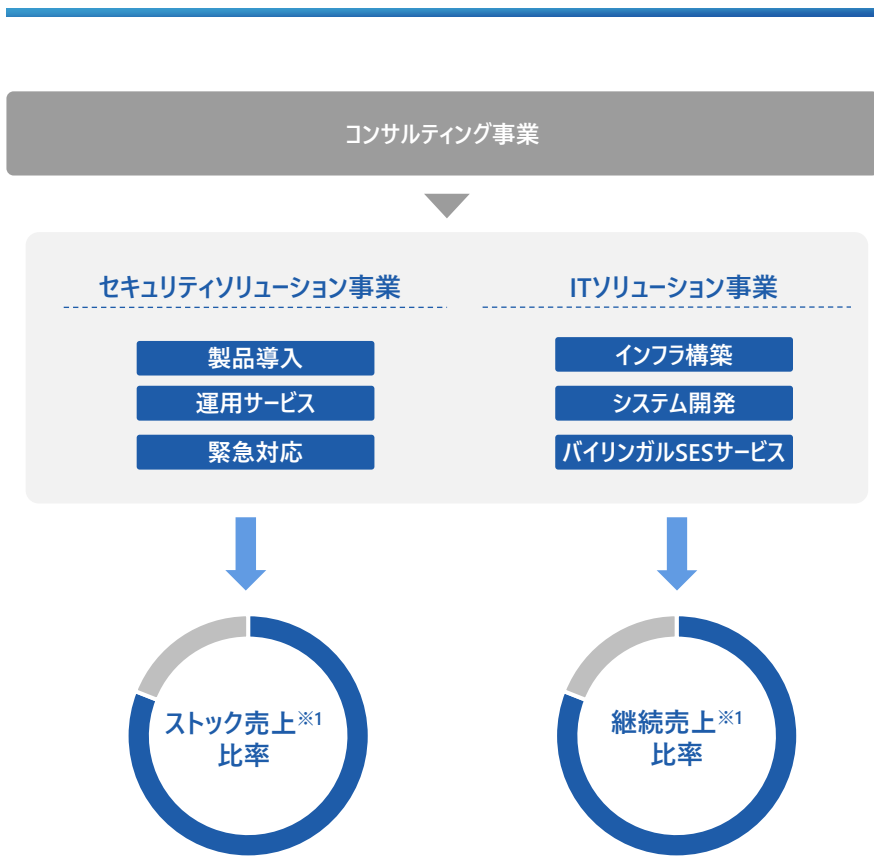 コンサルティング事業
セキュリティソリューション事業
製品導入
運用サービス
緊急対応
ITソリューション事業
インフラ構築
システム開発
バイリンガルSESサービス
ストック売上※1
比率
継続売上※1
比率